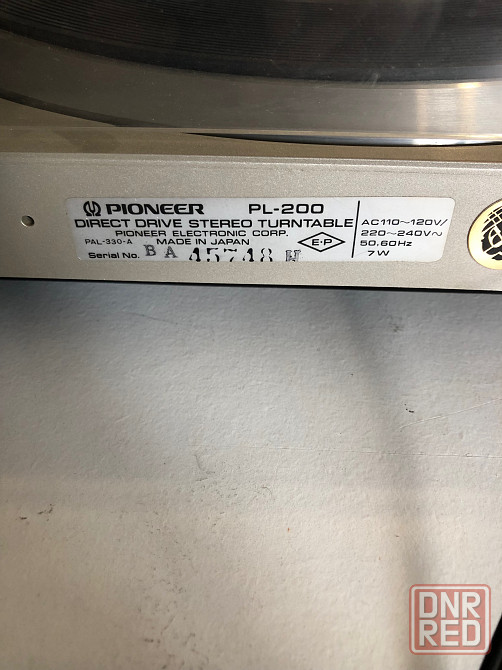 PIONEER PL-200
DIRECT DRIVE STEREO TURNTABLE
PIONEER ELECTRONIC CORP.
PAL-330-A MADE IN JAPAN
Serial No. BA 45748 H
E·P
AC110~120V/
220~240V~
50.60Hz
7W
DNR
RED